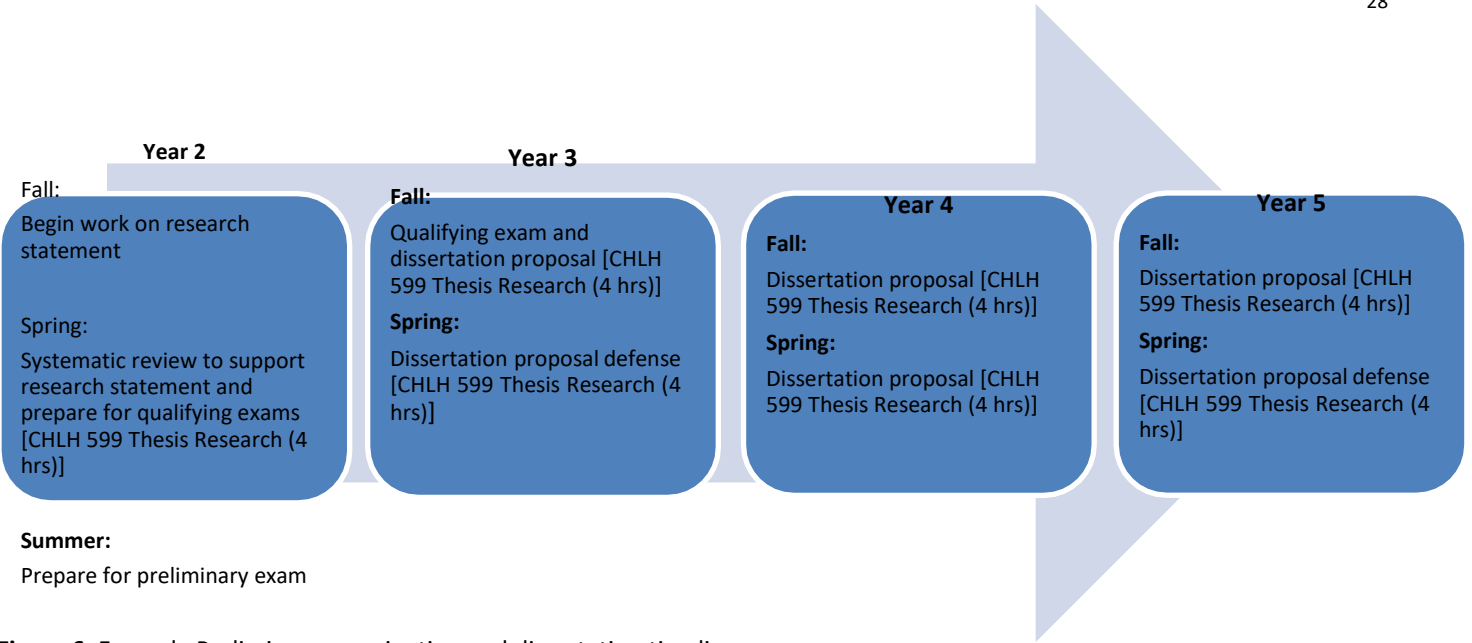 28
Year 2
Fall:
Begin work on research
statement
Spring:
Systematic review to support
research statement and
prepare for qualifying exams
[CHLH 599 Thesis Research (4
hrs)]
Summer:
Prepare for preliminary exam
Year 3
Fall:
Qualifying exam and
dissertation proposal [CHLH
599 Thesis Research (4 hrs)]
Spring:
Dissertation proposal defense
[CHLH 599 Thesis Research (4
hrs)]
Year 4
Fall:
Dissertation proposal [CHLH
599 Thesis Research (4 hrs)]
Spring:
Dissertation proposal [CHLH
599 Thesis Research (4 hrs)]
Year 5
Fall:
Dissertation proposal [CHLH
599 Thesis Research (4 hrs)]
Spring:
Dissertation proposal defense
[CHLH 599 Thesis Research (4
hrs)]